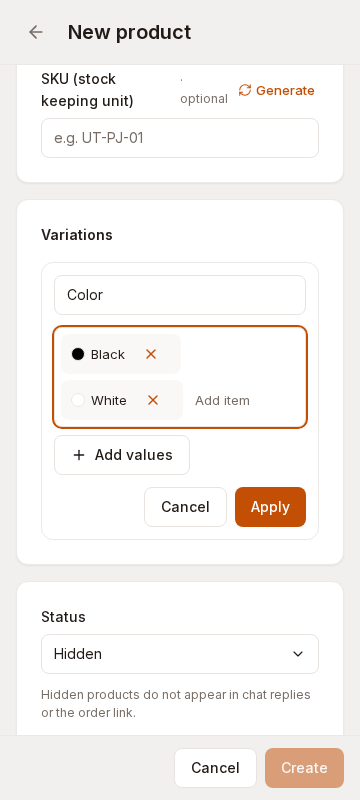 New product
SKU (stock
keeping unit)
· optional
Generate
e.g. UT-PJ-01
Variations
Color
Black
White
Add item
Add values
Cancel
Apply
Status
Hidden
Hidden products do not appear in chat replies
or the order link.
Cancel
Create